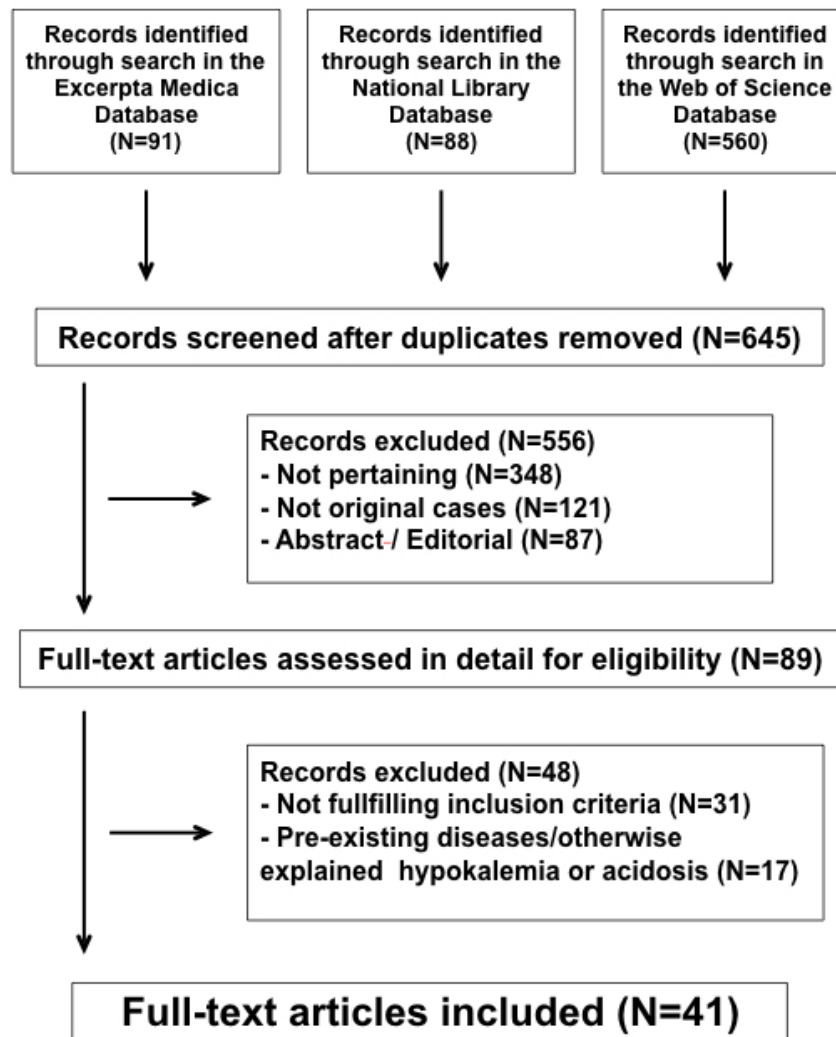 Records identified
through search in the
Excerpta Medica
Database
(N=91)
Records identified
through search in the
National Library
Database
(N=88)
Records identified
through search in
the Web of Science
Database
(N=560)
Records screened after duplicates removed (N=645)
Records excluded (N=556)
- Not pertaining (N=348)
- Not original cases (N=121)
- Abstract / Editorial (N=87)
Full-text articles assessed in detail for eligibility (N=89)
Records excluded (N=48)
- Not fullfilling inclusion criteria (N=31)
- Pre-existing diseases/otherwise
explained  hypokalemia or acidosis (N=17)
Full-text articles included (N=41)